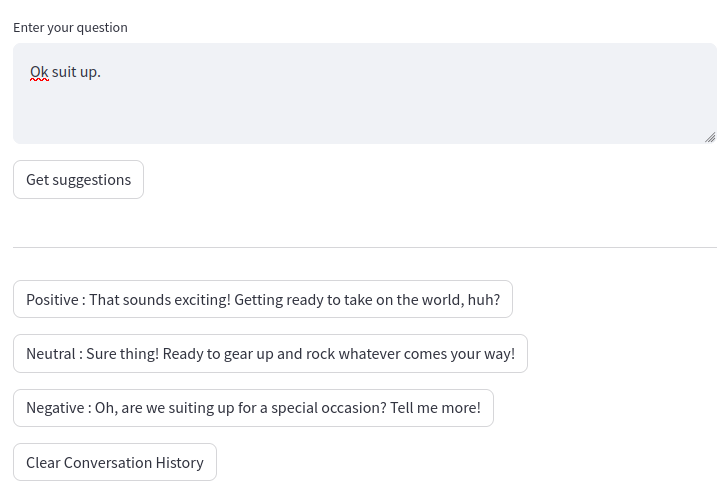 Enter your question
Ok suit up.
Get suggestions
Positive : That sounds exciting! Getting ready to take on the world, huh?
Neutral : Sure thing! Ready to gear up and rock whatever comes your way!
Negative : Oh, are we suiting up for a special occasion? Tell me more!
Clear Conversation History